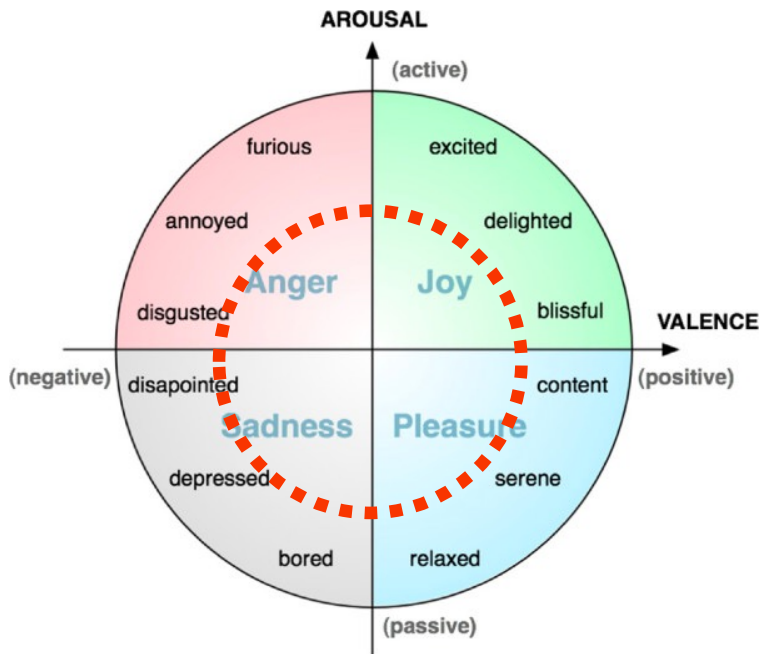 AROUSAL
(active)
furious
excited
annoyed
delighted
Anger
Joy
disgusted
blissful
VALENCE
(negative)
disapointed
content
(positive)
Sadness
Pleasure
depressed
serene
bored
relaxed
(passive)